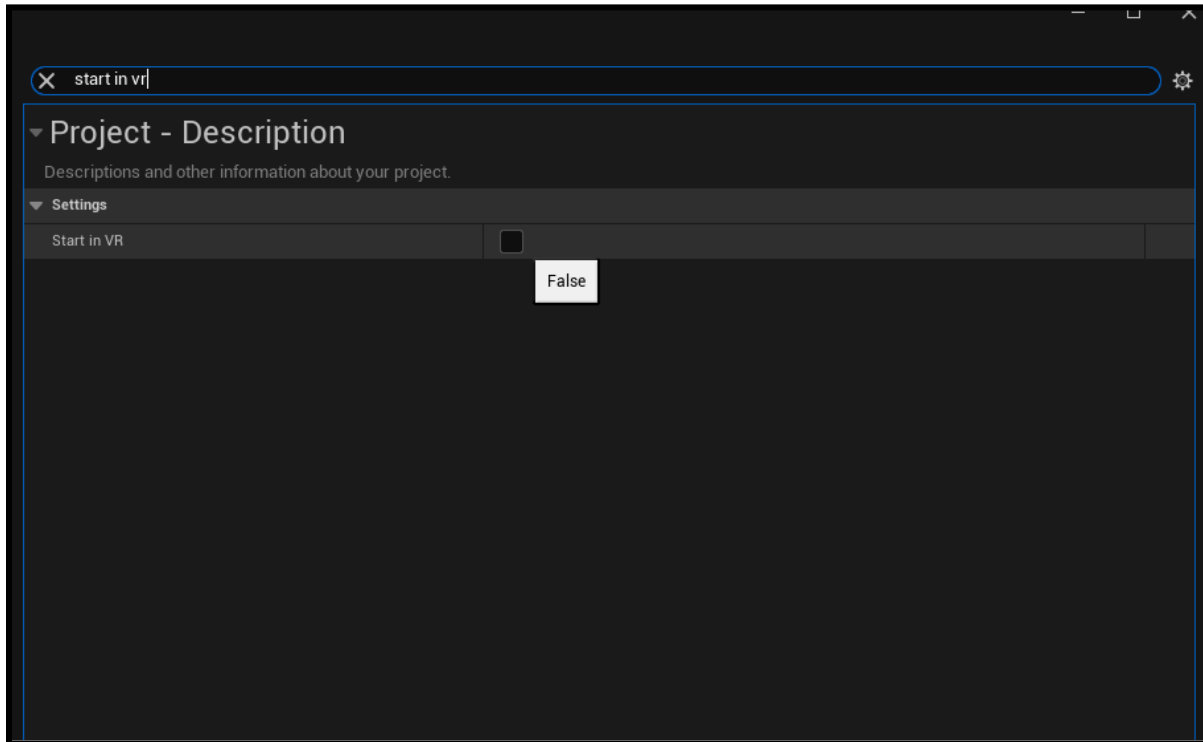 start in vr
Project - Description
Descriptions and other information about your project.
Settings
Start in VR
False